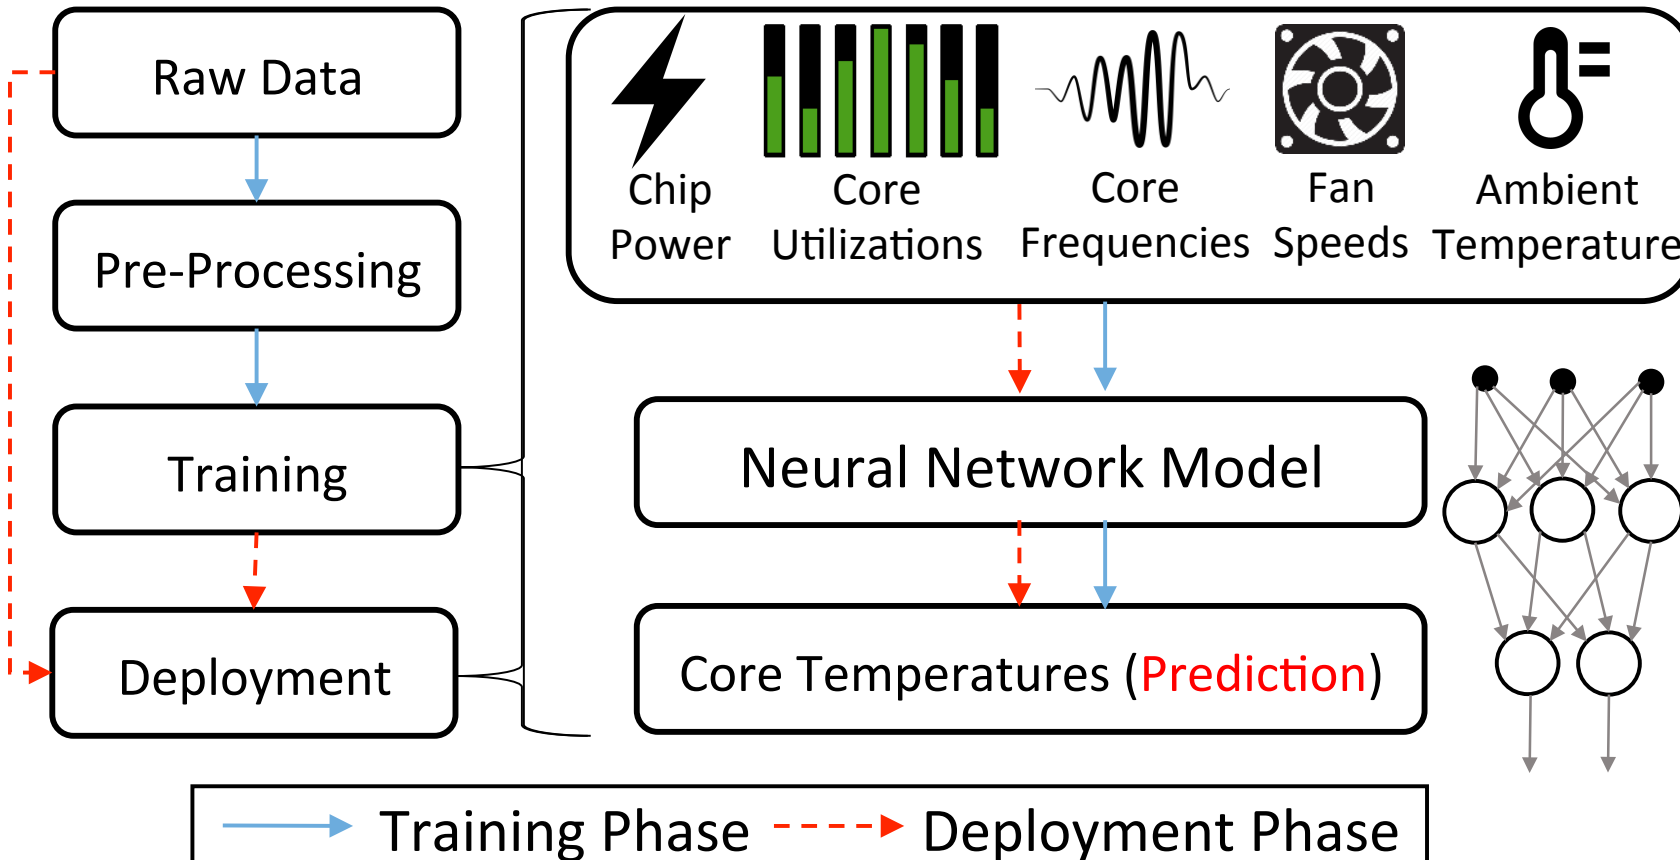 Raw Data
Pre-Processing
Training
Deployment
Chip
Power
Core
Utilizations
Core
Frequencies
Fan
Speeds
Ambient
Temperature
Neural Network Model
Core Temperatures (Prediction)
Training Phase
Deployment Phase